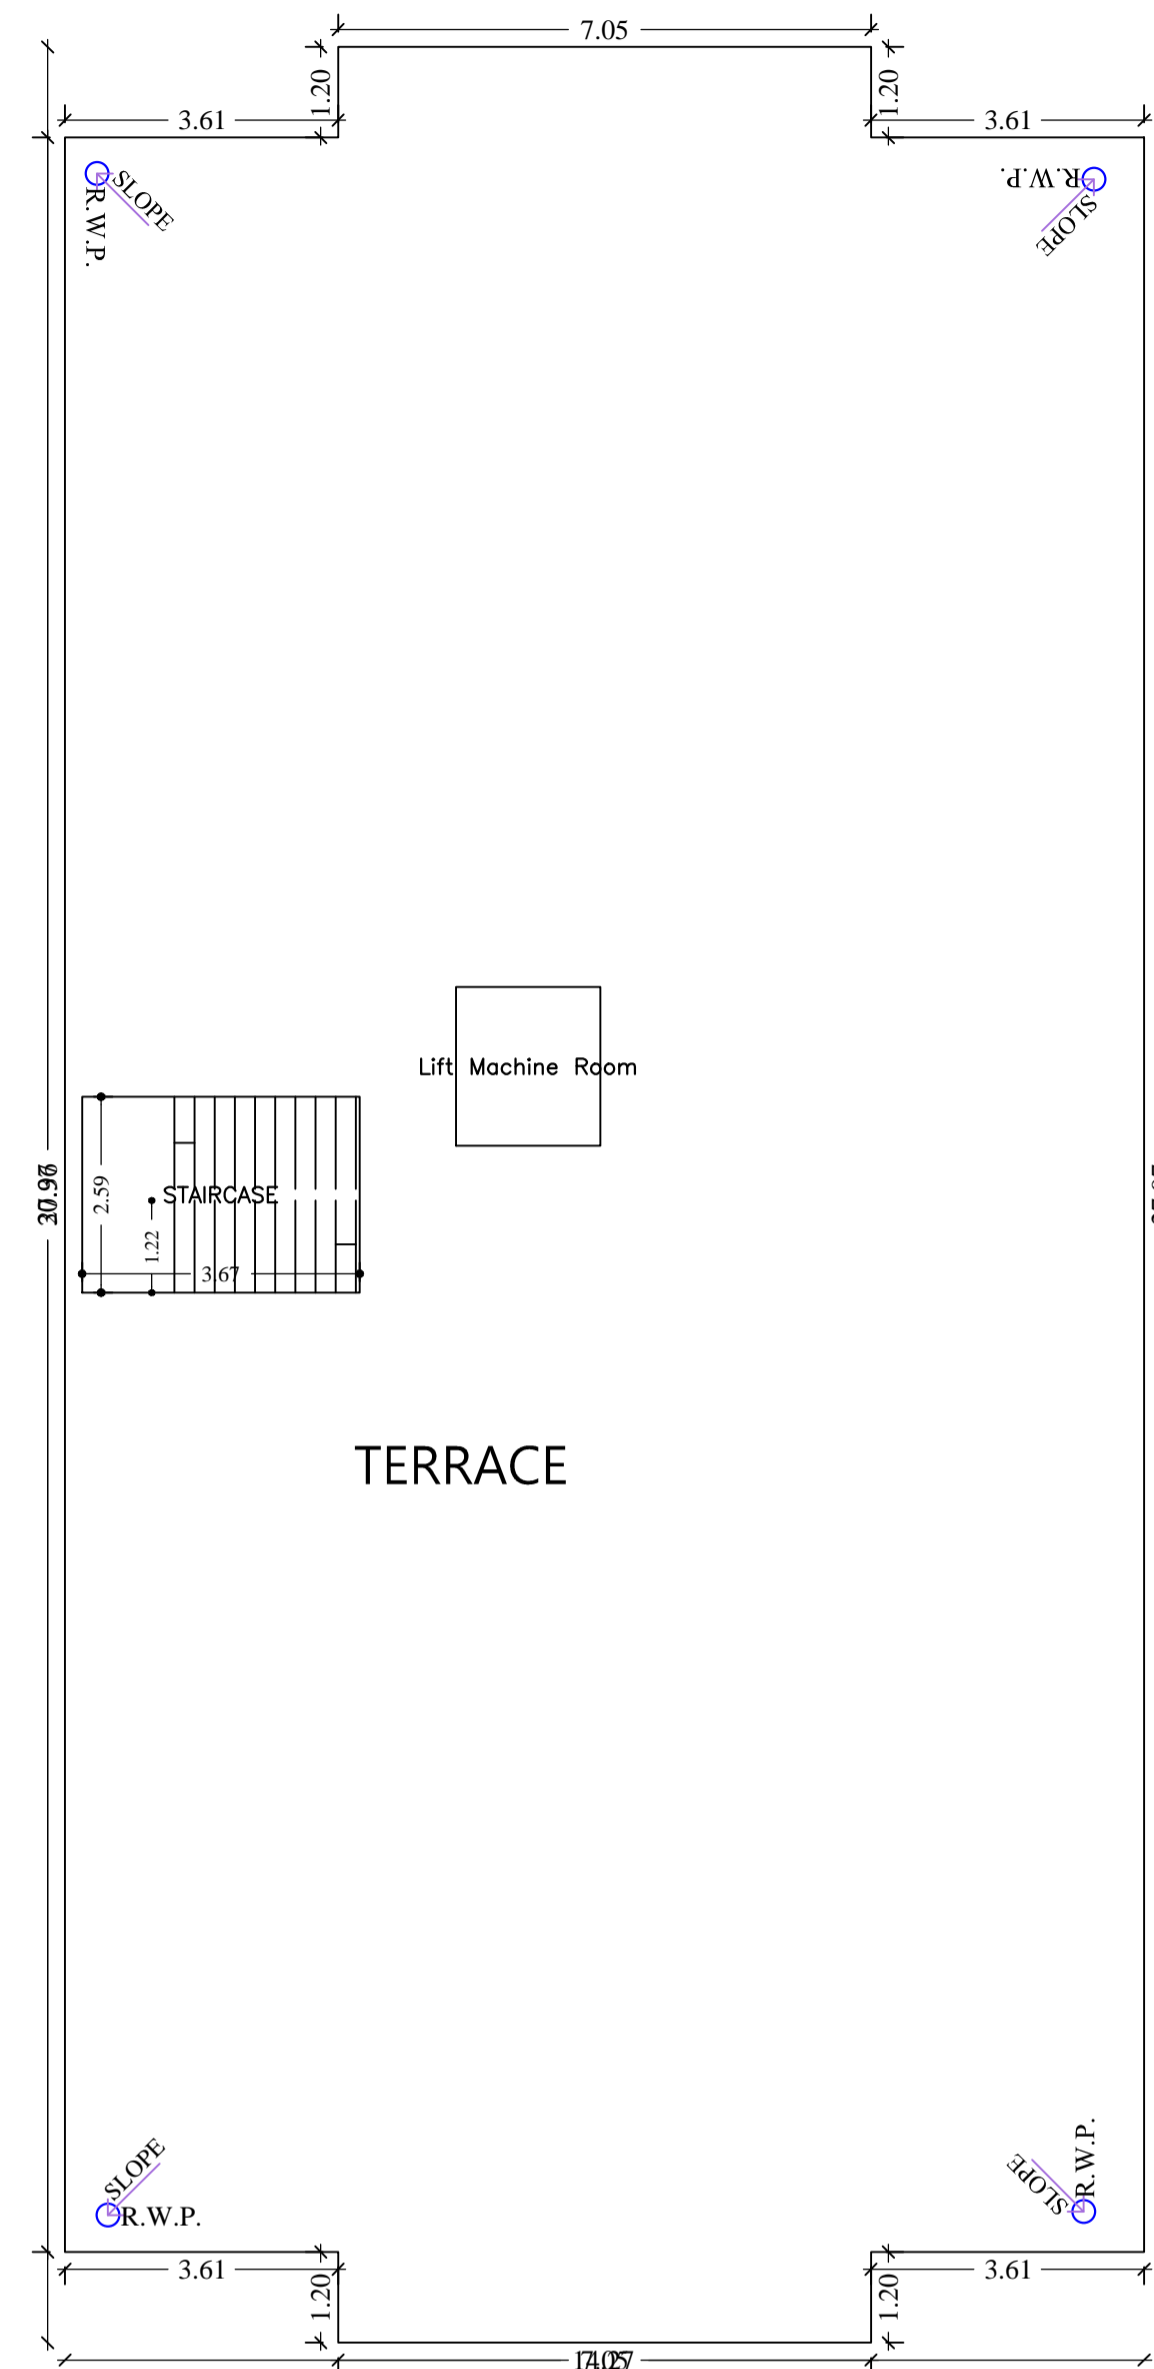 7.05
1.20
1.20
3.61
3.61
SLOPE
R.W.P.
R.W.P.
SLOPE
Lift Machine Room
2.59
STAIRCASE
1.22
3.67
TERRACE
SLOPE
R.W.P.
SLOPE
R.W.P.
3.61
3.61
1.20
1.20